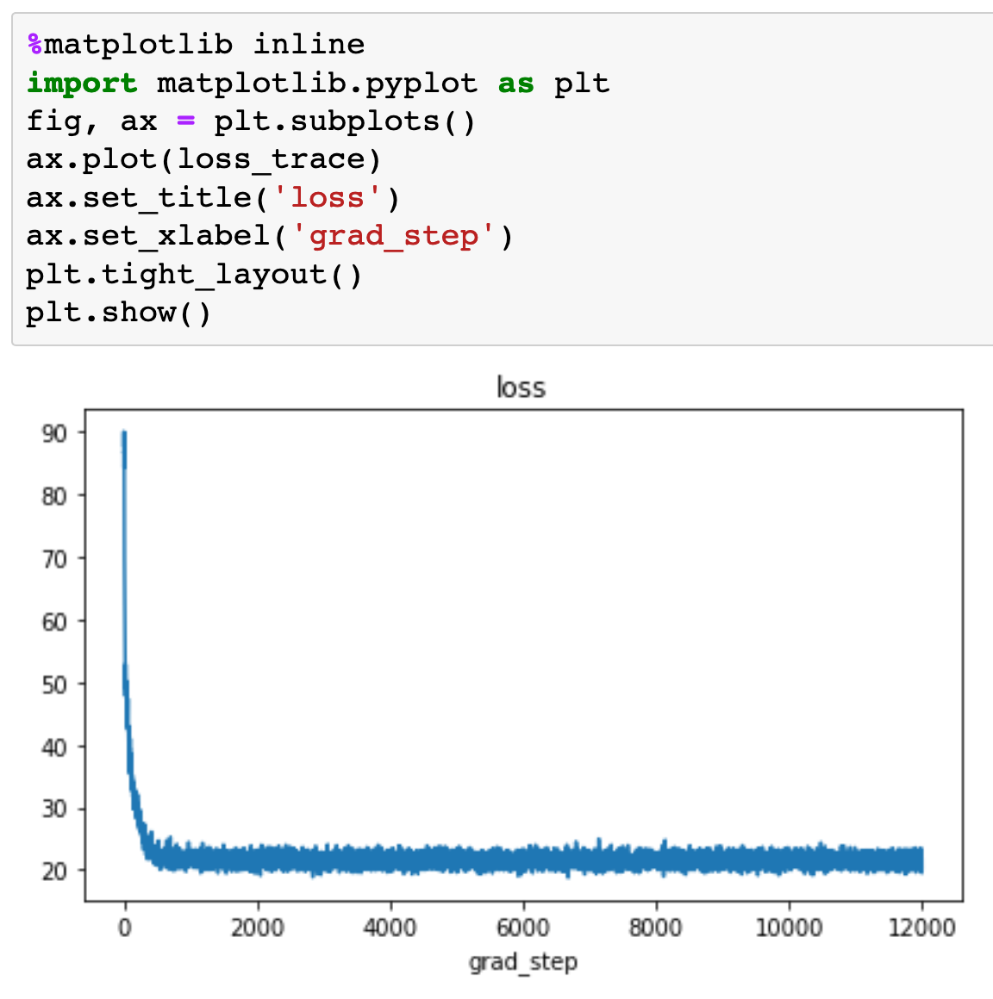 %matplotlib inline
import matplotlib.pyplot as plt
fig, ax = plt.subplots()
ax.plot(loss_trace)
ax.set_title('loss')
ax.set_xlabel('grad_step')
plt.tight_layout()
plt.show()
loss
90
80
70
60
50
40
30
20
0 2000 4000 6000 8000 10000 12000
grad_step